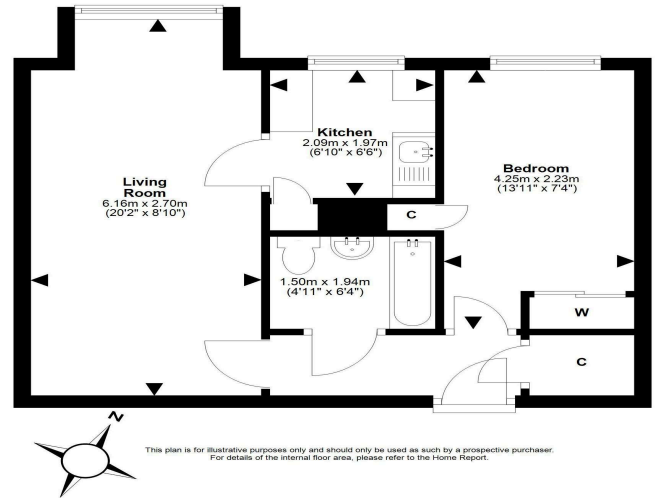 Living
Room
6.16m x 2.70m
(20'2" x 8'10")
Kitchen
2.09m x 1.97m
(6'10" x 6'6")
Bedroom
4.25m x 2.23m
(13'11" x 7'4")
C
1.50m x 1.94m
(4'11" x 6'4")
W
C
N
This plan is for illustrative purposes only and should only be used as such by a prospective purchaser.
For details of the internal floor area, please refer to the Home Report.